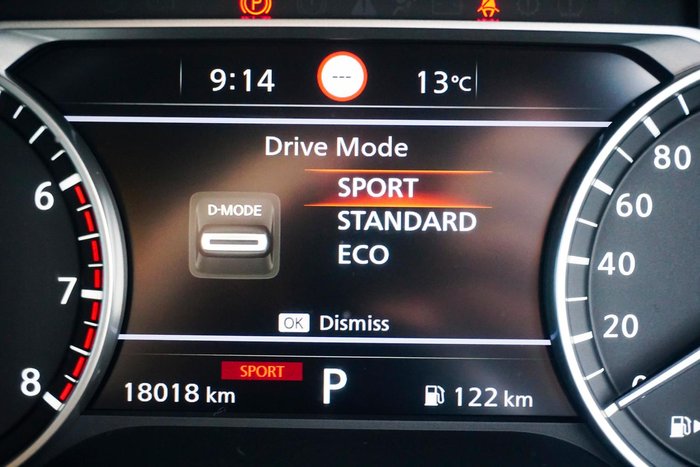 P
9:14 --- 13°C
Drive Mode
D-MODE
SPORT
STANDARD
ECO
OK Dismiss
SPORT
18018 km P 122 km
6
7
8
80
60
40
20
0